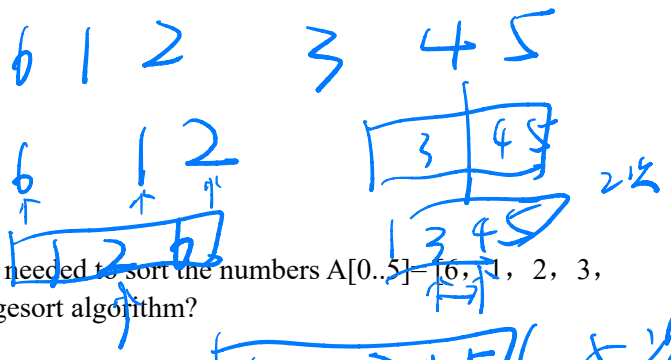 6 1 2 3 4 5
6 1 2 3 4 5
2次
1 2 6 1 3 4 5
needed to sort the numbers A[0..5]= [6, 1, 2, 3,
gesort algorithm?